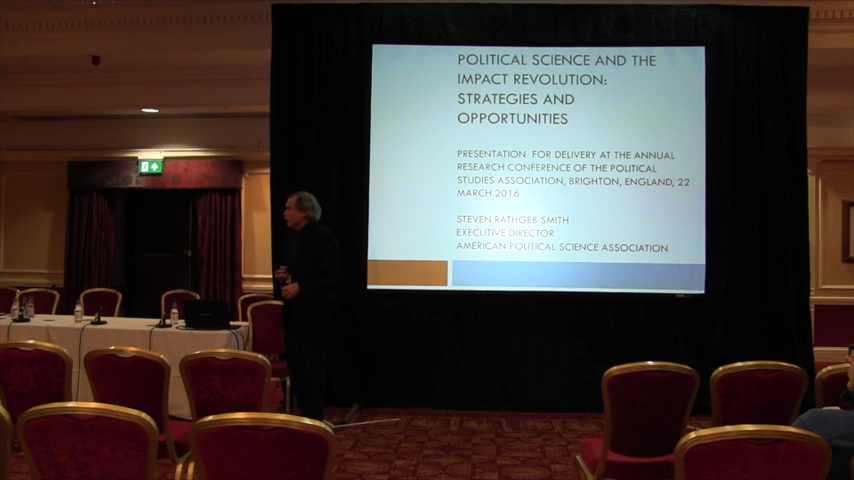 POLITICAL SCIENCE AND THE
IMPACT REVOLUTION:
STRATEGIES AND
OPPORTUNITIES
PRESENTATION FOR DELIVERY AT THE ANNUAL
RESEARCH CONFERENCE OF THE POLITICAL
STUDIES ASSOCIATION, BRIGHTON, ENGLAND, 22
MARCH 2016
STEVEN RATHGEB SMITH
EXECUTIVE DIRECTOR
AMERICAN POLITICAL SCIENCE ASSOCIATION